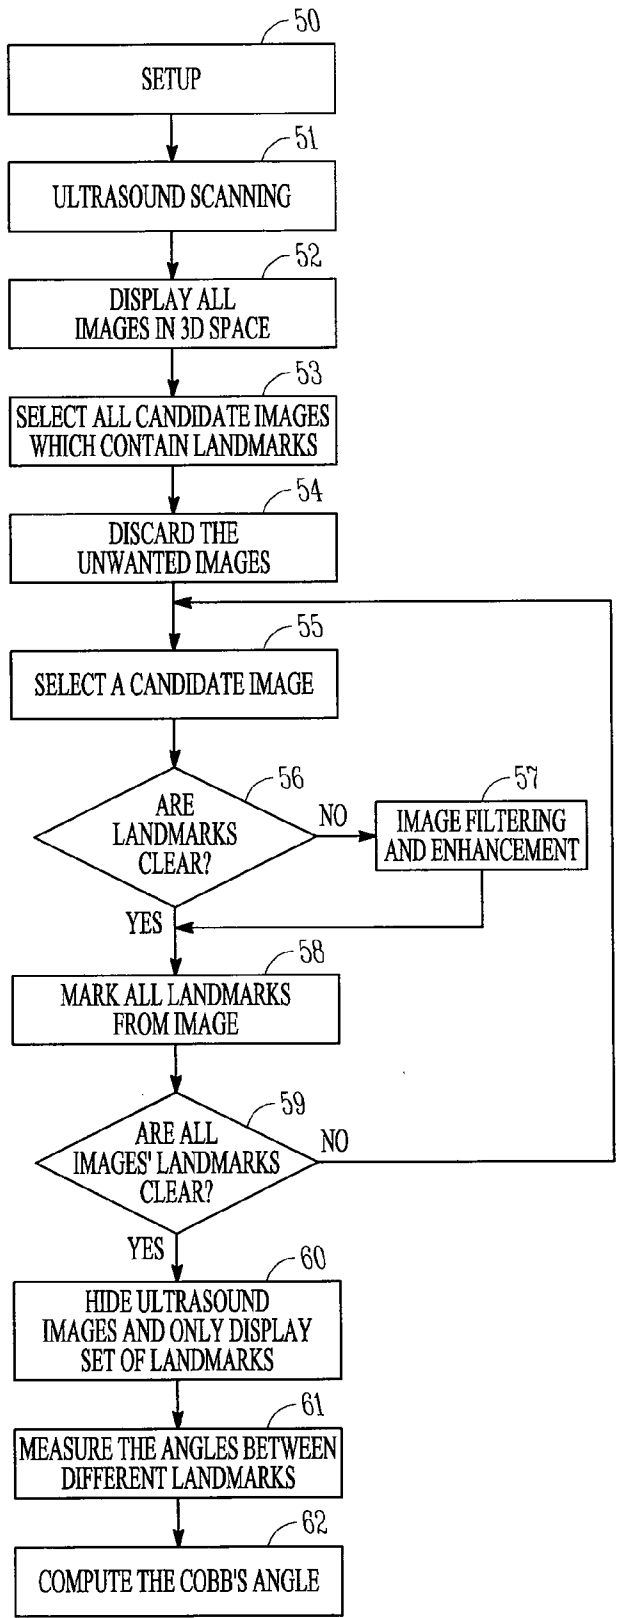 50
SETUP
51
ULTRASOUND SCANNING
52
DISPLAY ALL
IMAGES IN 3D SPACE
53
SELECT ALL CANDIDATE IMAGES
WHICH CONTAIN LANDMARKS
54
DISCARD THE
UNWANTED IMAGES
55
SELECT A CANDIDATE IMAGE
56
ARE
LANDMARKS
CLEAR?
NO
57
IMAGE FILTERING
AND ENHANCEMENT
YES
58
MARK ALL LANDMARKS
FROM IMAGE
59
ARE ALL
IMAGES' LANDMARKS
CLEAR?
NO
YES
60
HIDE ULTRASOUND
IMAGES AND ONLY DISPLAY
SET OF LANDMARKS
61
MEASURE THE ANGLES BETWEEN
DIFFERENT LANDMARKS
62
COMPUTE THE COBB'S ANGLE